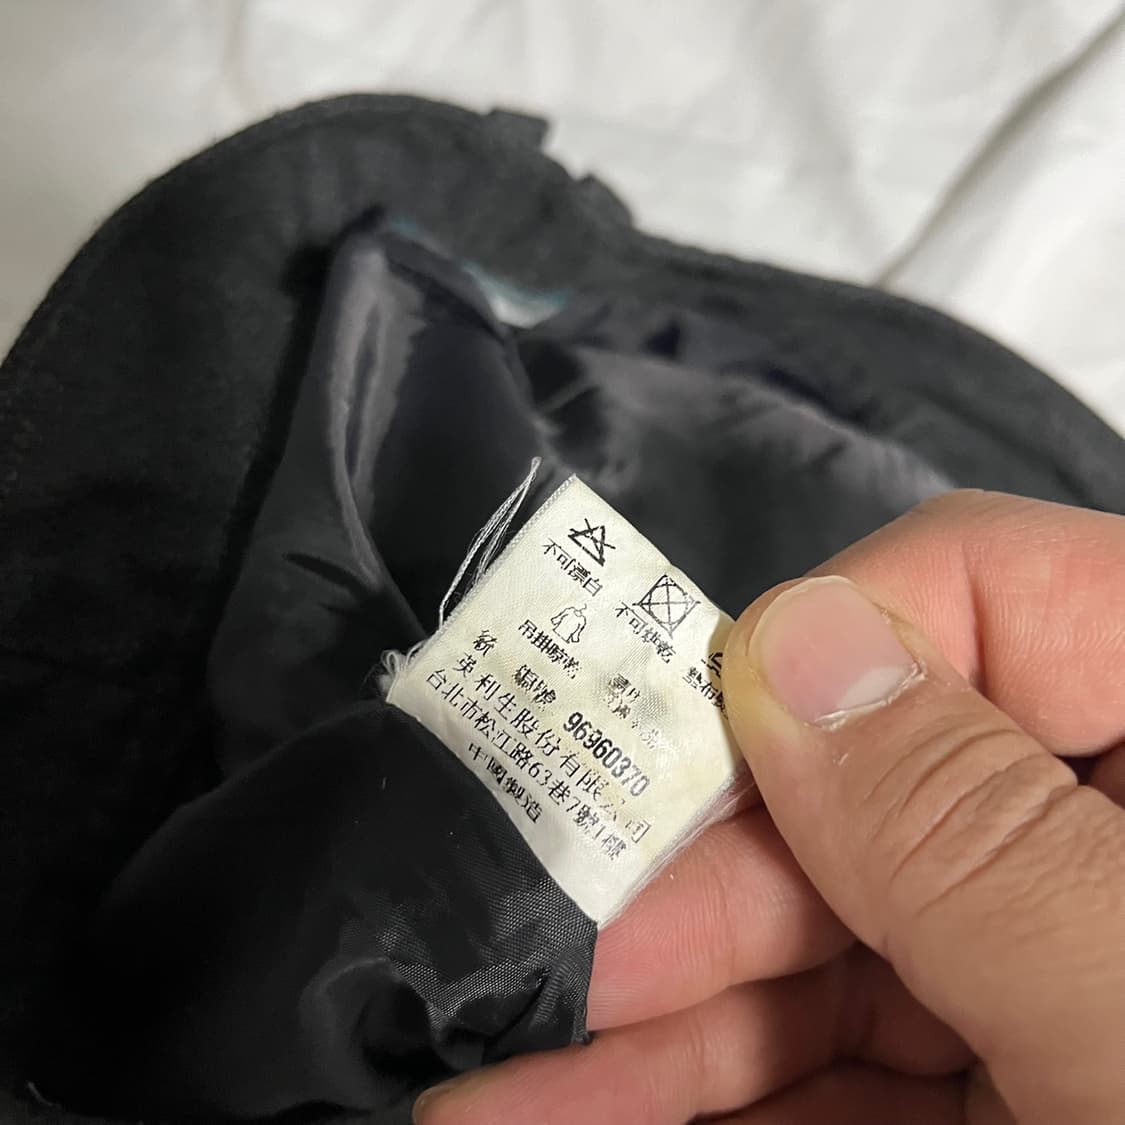 不可漂白
不可烘乾
吊掛晾乾
墊布
統一編號 96960370
英利生股份有限公司
台北市松江路63巷7號1樓
中國製造